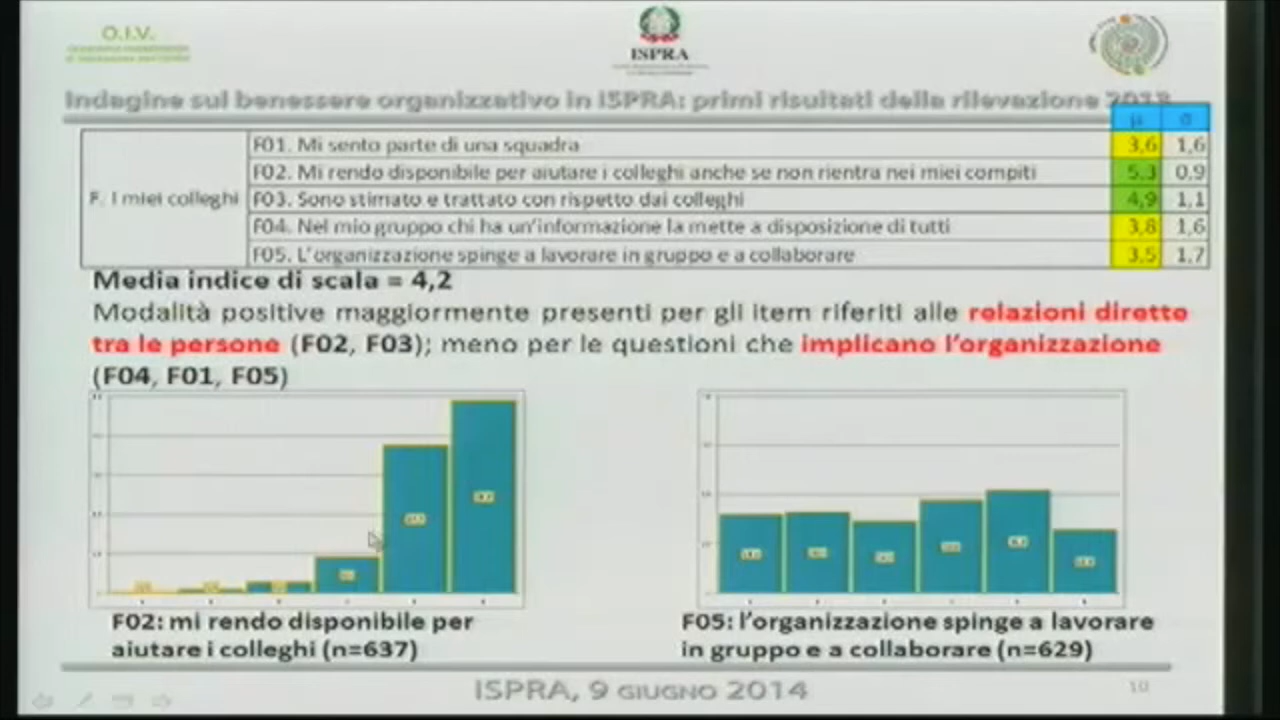 O.I.V.
ISPRA
Indagine sul benessere organizzativo in ISPRA: primi risultati della rilevazione 2013
μ σ
F. I miei colleghi
F01. Mi sento parte di una squadra 3,6 1,6
F02. Mi rendo disponibile per aiutare i colleghi anche se non rientra nei miei compiti 5,3 0,9
F03. Sono stimato e trattato con rispetto dai colleghi 4,9 1,1
F04. Nel mio gruppo chi ha un'informazione la mette a disposizione di tutti 3,8 1,6
F05. L'organizzazione spinge a lavorare in gruppo e a collaborare 3,5 1,7
Media indice di scala = 4,2
Modalità positive maggiormente presenti per gli item riferiti alle relazioni dirette
tra le persone (F02, F03); meno per le questioni che implicano l'organizzazione
(F04, F01, F05)
F02: mi rendo disponibile per
aiutare i colleghi (n=637)
F05: l'organizzazione spinge a lavorare
in gruppo e a collaborare (n=629)
ISPRA, 9 GIUGNO 2014
10